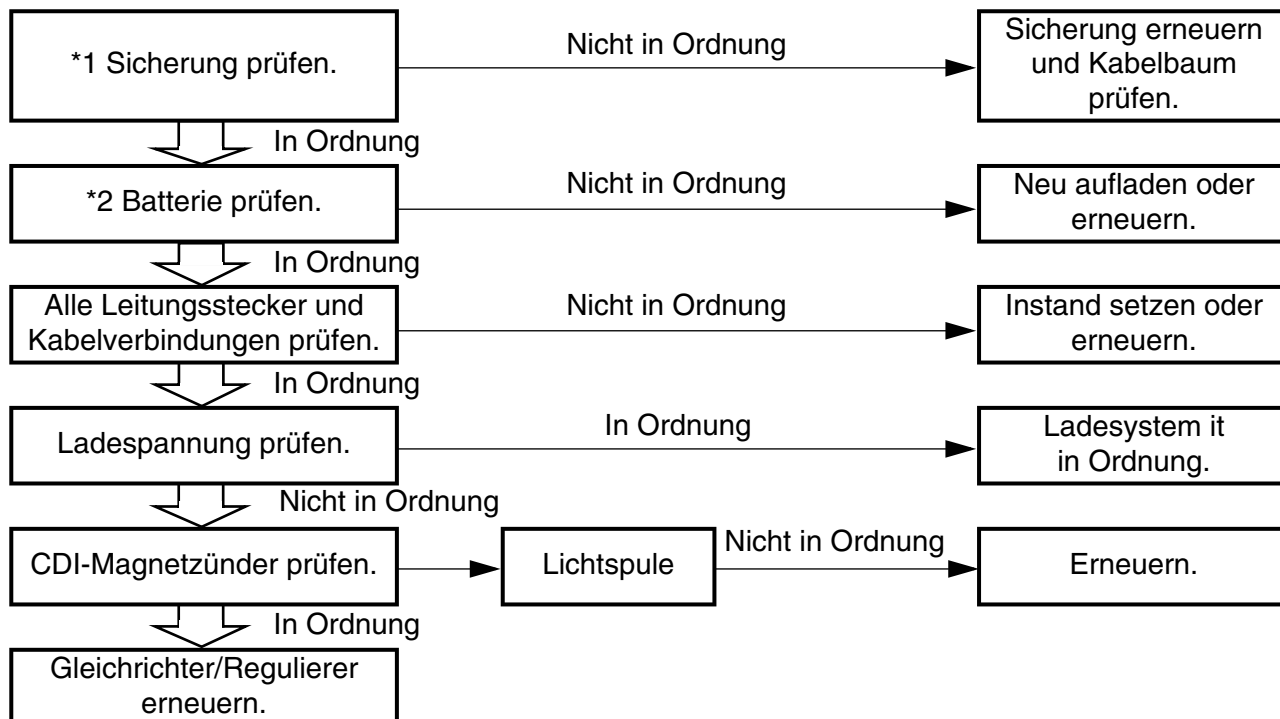 *1 Sicherung prüfen.
Nicht in Ordnung
Sicherung erneuern
und Kabelbaum
prüfen.
In Ordnung
*2 Batterie prüfen.
Nicht in Ordnung
Neu aufladen oder
erneuern.
In Ordnung
Alle Leitungsstecker und
Kabelverbindungen prüfen.
Nicht in Ordnung
Instand setzen oder
erneuern.
In Ordnung
Ladespannung prüfen.
In Ordnung
Ladesystem it
in Ordnung.
Nicht in Ordnung
CDI-Magnetzünder prüfen.
Lichtspule
Nicht in Ordnung
Erneuern.
In Ordnung
Gleichrichter/Regulierer
erneuern.